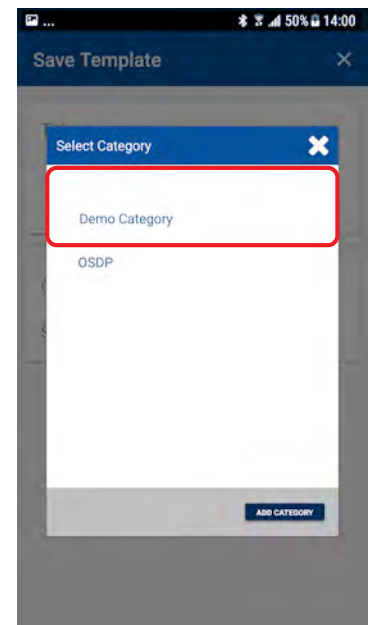 ... 50% 14:00
Save Template
Select Category
Demo Category
OSDP
ADD CATEGORY